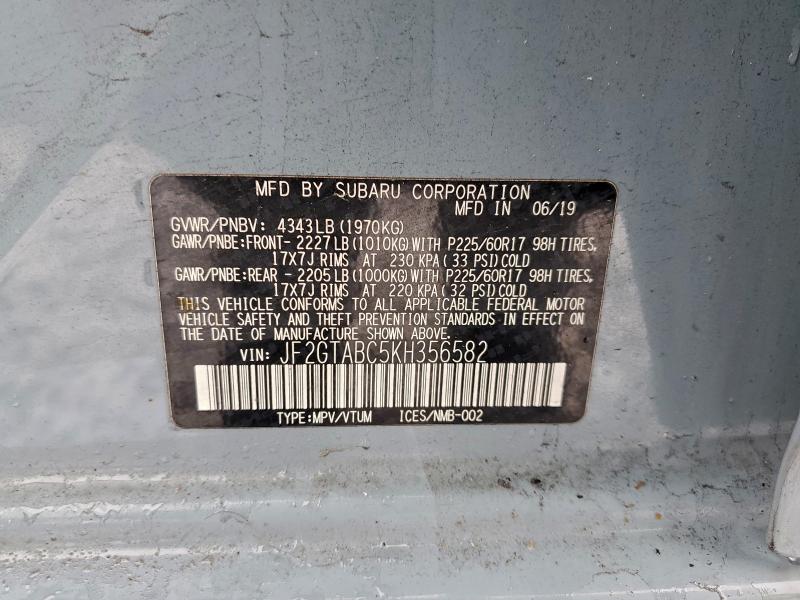 MFD BY SUBARU CORPORATION
MFD IN 06/19
GVWR/PNBV: 4343LB (1970KG)
GAWR/PNBE:FRONT- 2227LB (1010KG) WITH P225/60R17 98H TIRES,
17X7J RIMS AT 230 KPA ( 33 PSI) COLD
GAWR/PNBE:REAR - 2205LB (1000KG) WITH P225/60R17 98H TIRES,
17X7J RIMS AT 220 KPA ( 32 PSI) COLD
THIS VEHICLE CONFORMS TO ALL APPLICABLE FEDERAL MOTOR
VEHICLE SAFETY AND THEFT PREVENTION STANDARDS IN EFFECT ON
THE DATE OF MANUFACTURE SHOWN ABOVE.
VIN: JF2GTABC5KH356582
TYPE:MPV/VTUM ICES/NMB-002